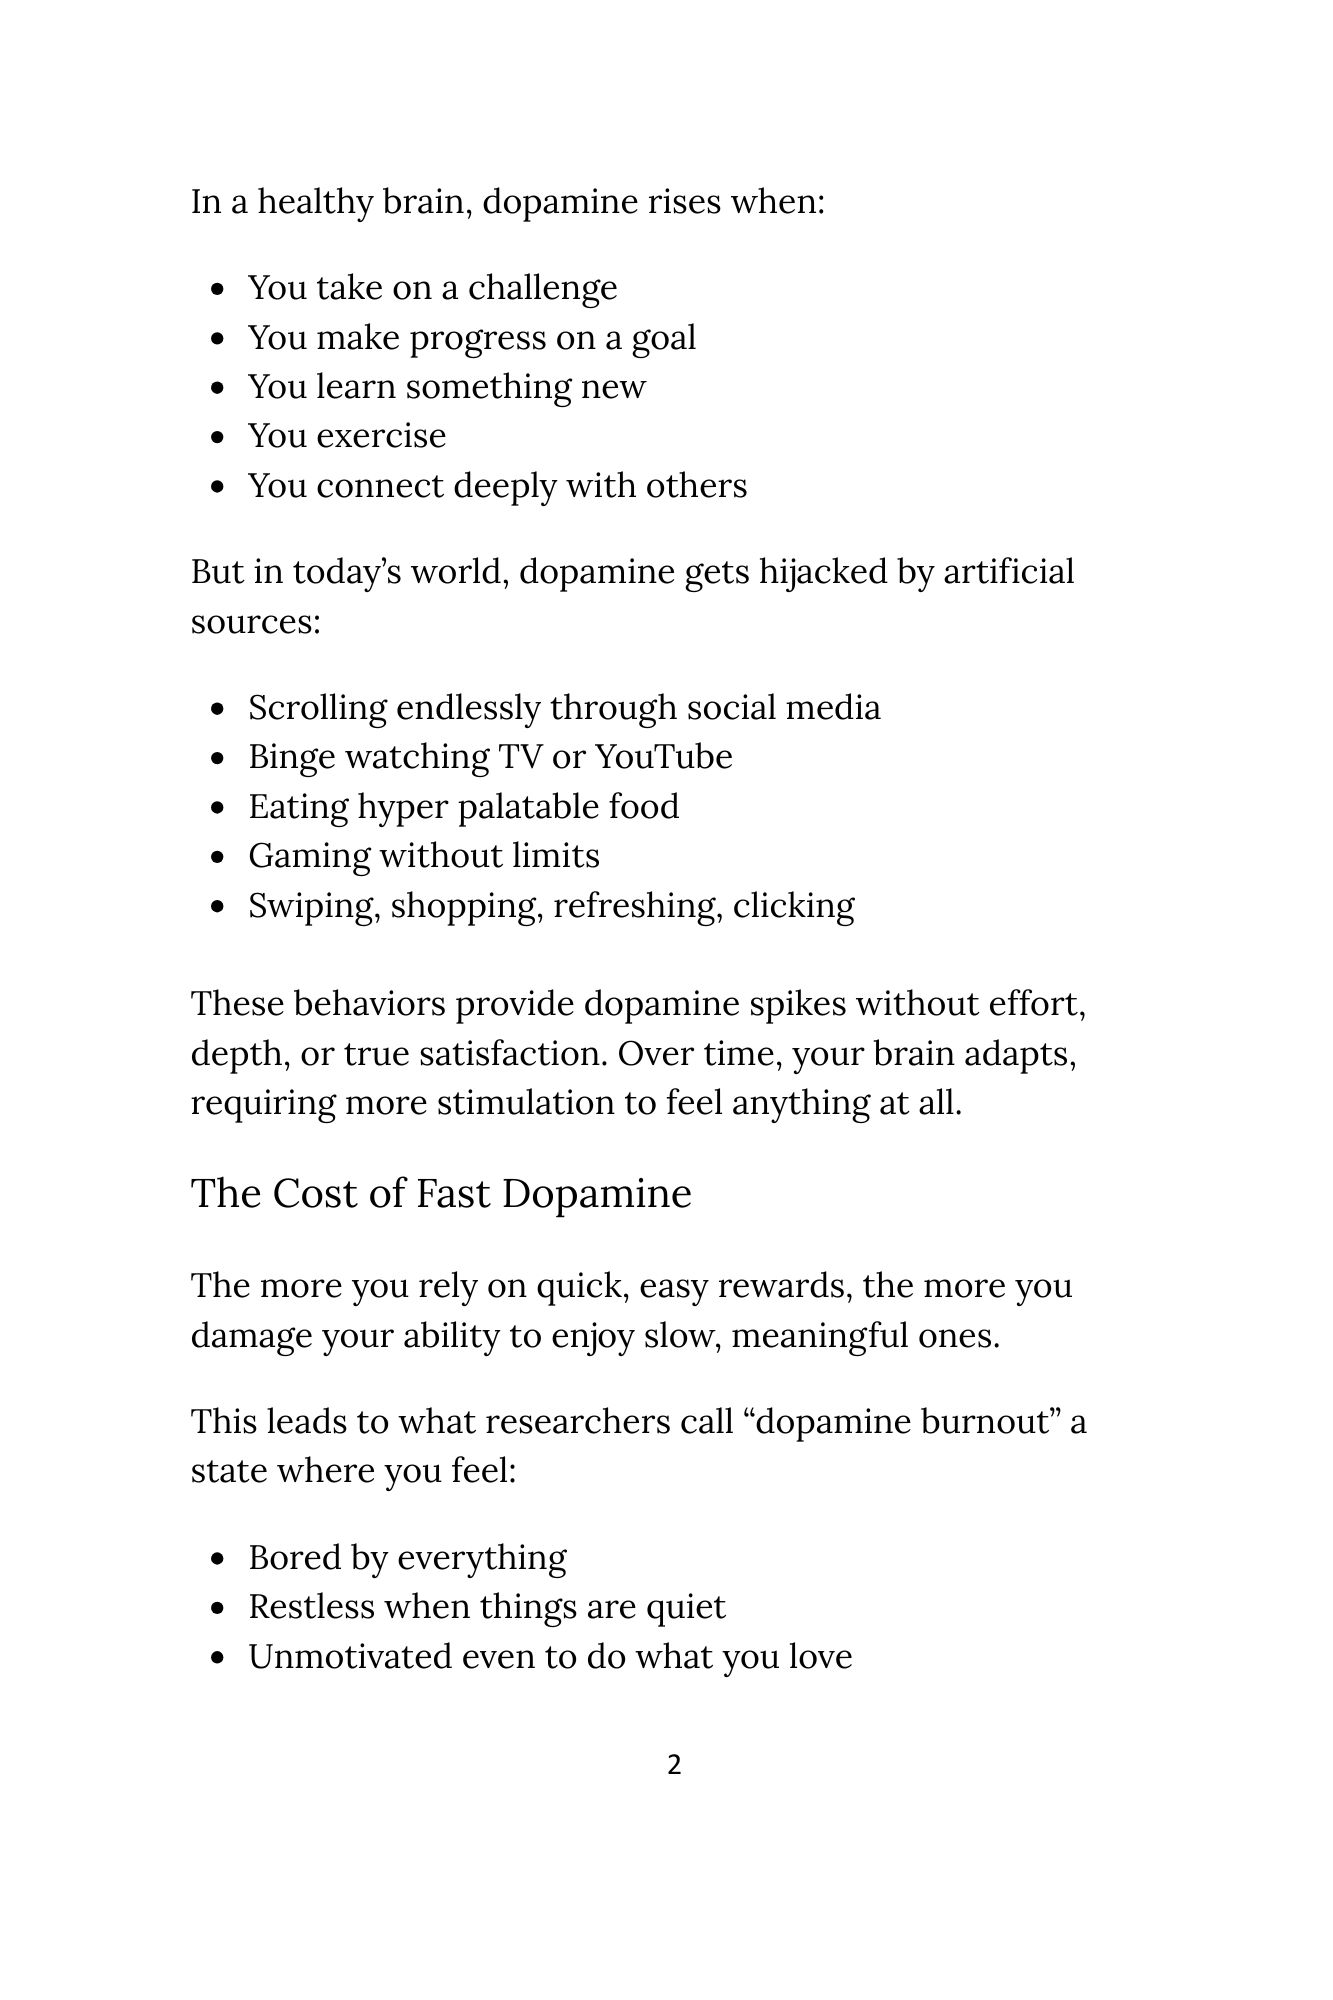 In a healthy brain, dopamine rises when:
• You take on a challenge
• You make progress on a goal
• You learn something new
• You exercise
• You connect deeply with others
But in today’s world, dopamine gets hijacked by artificial
sources:
• Scrolling endlessly through social media
• Binge watching TV or YouTube
• Eating hyper palatable food
• Gaming without limits
• Swiping, shopping, refreshing, clicking
These behaviors provide dopamine spikes without effort,
depth, or true satisfaction. Over time, your brain adapts,
requiring more stimulation to feel anything at all.
The Cost of Fast Dopamine
The more you rely on quick, easy rewards, the more you
damage your ability to enjoy slow, meaningful ones.
This leads to what researchers call “dopamine burnout” a
state where you feel:
• Bored by everything
• Restless when things are quiet
• Unmotivated even to do what you love
2